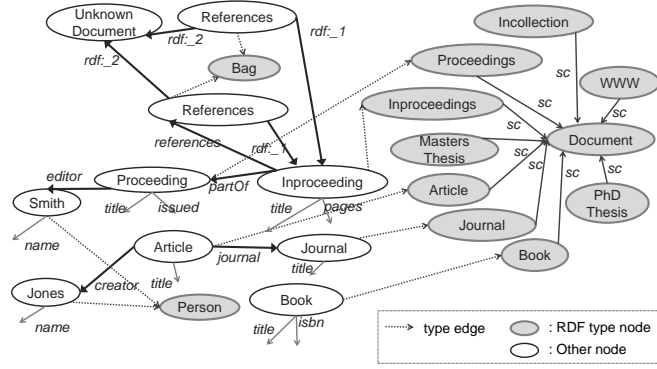 Unknown
Document
References
Incollection
rdf:_2
rdf:_1
rdf:_2
Bag
Proceedings
WWW
sc
sc
sc
References
Inproceedings
sc
references
rdf:_1
Masters
Thesis
sc
Document
sc
sc
sc
sc
editor
Proceeding
partOf
Inproceeding
Article
PhD
Thesis
Smith
title
issued
title
pages
Journal
name
Article
journal
Journal
Book
title
title
Jones
creator
Person
Book
name
title
isbn
type edge
: RDF type node
: Other node